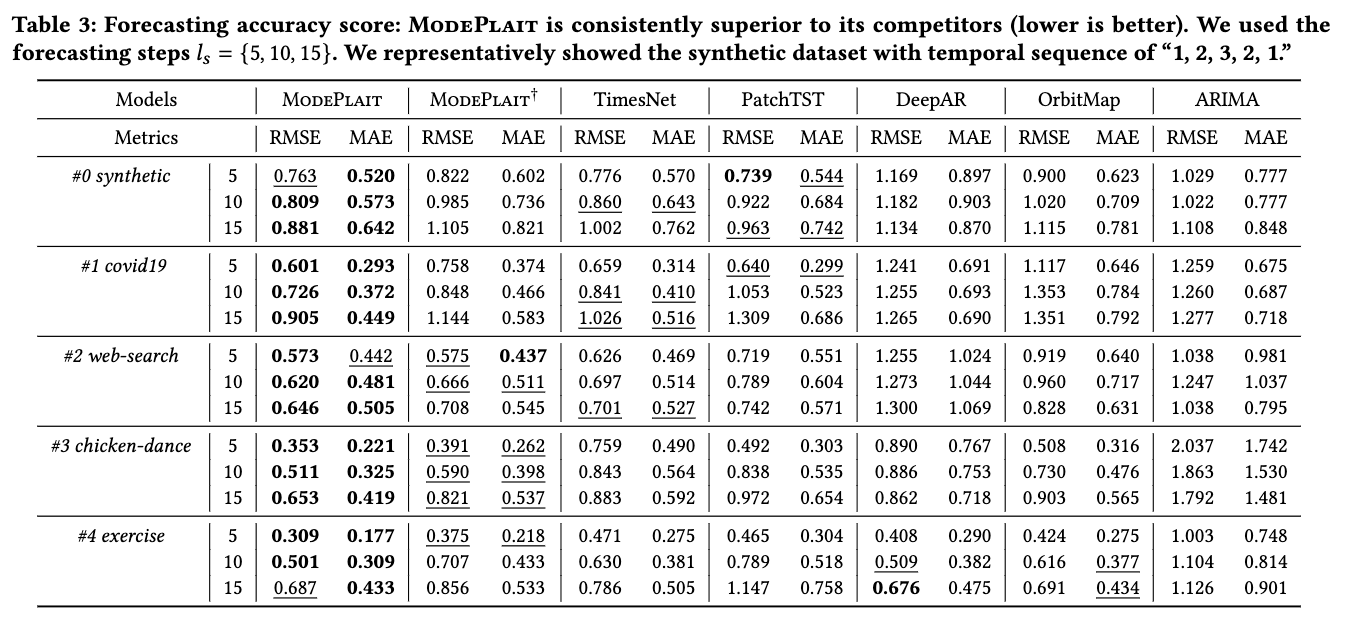 Table 3: Forecasting accuracy score: MODEPLAIT is consistently superior to its competitors (lower is better). We used the
forecasting steps lₛ = {5, 10, 15}. We representatively showed the synthetic dataset with temporal sequence of “1, 2, 3, 2, 1.”
Models MODEPLAIT MODEPLAIT† TimesNet PatchTST DeepAR OrbitMap ARIMA
Metrics RMSE MAE RMSE MAE RMSE MAE RMSE MAE RMSE MAE RMSE MAE RMSE MAE
#0 synthetic 5 0.763 0.520 0.822 0.602 0.776 0.570 0.739 0.544 1.169 0.897 0.900 0.623 1.029 0.777
10 0.809 0.573 0.985 0.736 0.860 0.643 0.922 0.684 1.182 0.903 1.020 0.709 1.022 0.777
15 0.881 0.642 1.105 0.821 1.002 0.762 0.963 0.742 1.134 0.870 1.115 0.781 1.108 0.848
#1 covid19 5 0.601 0.293 0.758 0.374 0.659 0.314 0.640 0.299 1.241 0.691 1.117 0.646 1.259 0.675
10 0.726 0.372 0.848 0.466 0.841 0.410 1.053 0.523 1.255 0.693 1.353 0.784 1.260 0.687
15 0.905 0.449 1.144 0.583 1.026 0.516 1.309 0.686 1.265 0.690 1.351 0.792 1.277 0.718
#2 web-search 5 0.573 0.442 0.575 0.437 0.626 0.469 0.719 0.551 1.255 1.024 0.919 0.640 1.038 0.981
10 0.620 0.481 0.666 0.511 0.697 0.514 0.789 0.604 1.273 1.044 0.960 0.717 1.247 1.037
15 0.646 0.505 0.708 0.545 0.701 0.527 0.742 0.571 1.300 1.069 0.828 0.631 1.038 0.795
#3 chicken-dance 5 0.353 0.221 0.391 0.262 0.759 0.490 0.492 0.303 0.890 0.767 0.508 0.316 2.037 1.742
10 0.511 0.325 0.590 0.398 0.843 0.564 0.838 0.535 0.886 0.753 0.730 0.476 1.863 1.530
15 0.653 0.419 0.821 0.537 0.883 0.592 0.972 0.654 0.862 0.718 0.903 0.565 1.792 1.481
#4 exercise 5 0.309 0.177 0.375 0.218 0.471 0.275 0.465 0.304 0.408 0.290 0.424 0.275 1.003 0.748
10 0.501 0.309 0.707 0.433 0.630 0.381 0.789 0.518 0.509 0.382 0.616 0.377 1.104 0.814
15 0.687 0.433 0.856 0.533 0.786 0.505 1.147 0.758 0.676 0.475 0.691 0.434 1.126 0.901